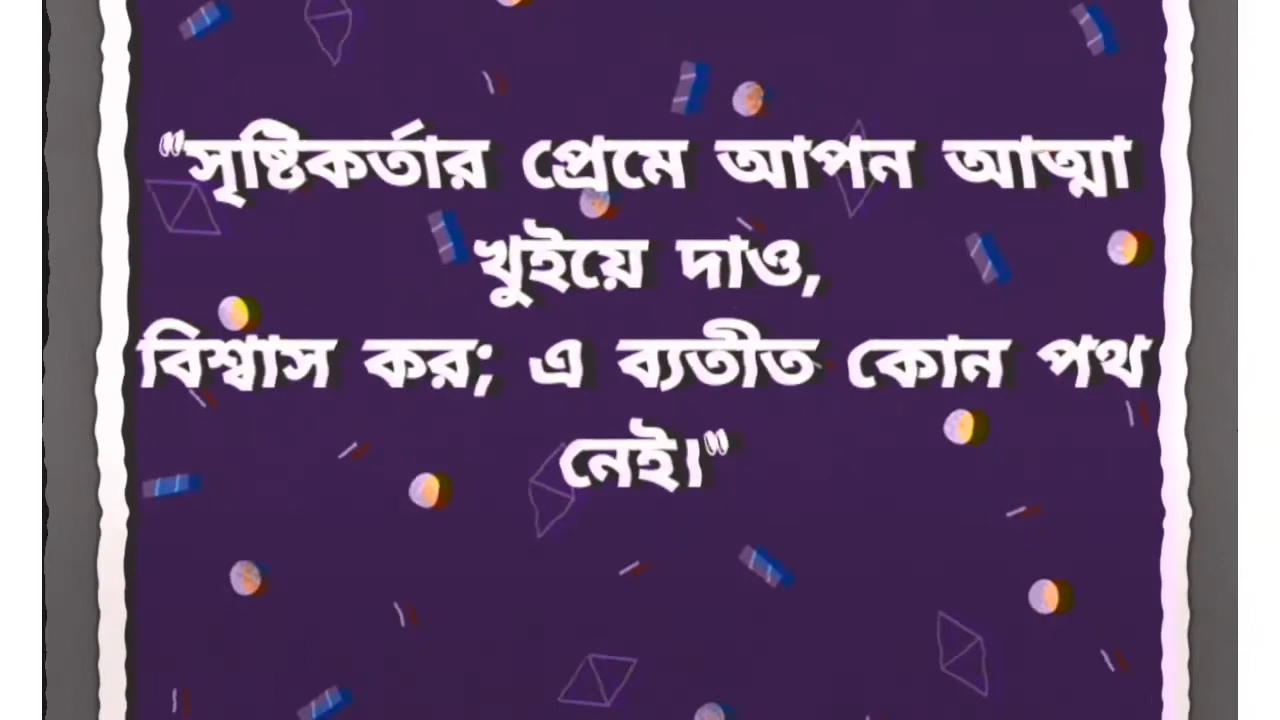 "সৃষ্টিকর্তার প্রেমে আপন আত্মা
খুইয়ে দাও,
বিশ্বাস কর; এ ব্যতীত কোন পথ
নেই।"